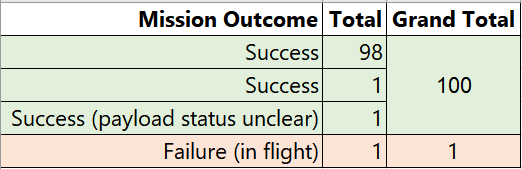 Mission Outcome Total Grand Total
Success 98
Success 1 100
Success (payload status unclear) 1
Failure (in flight) 1 1